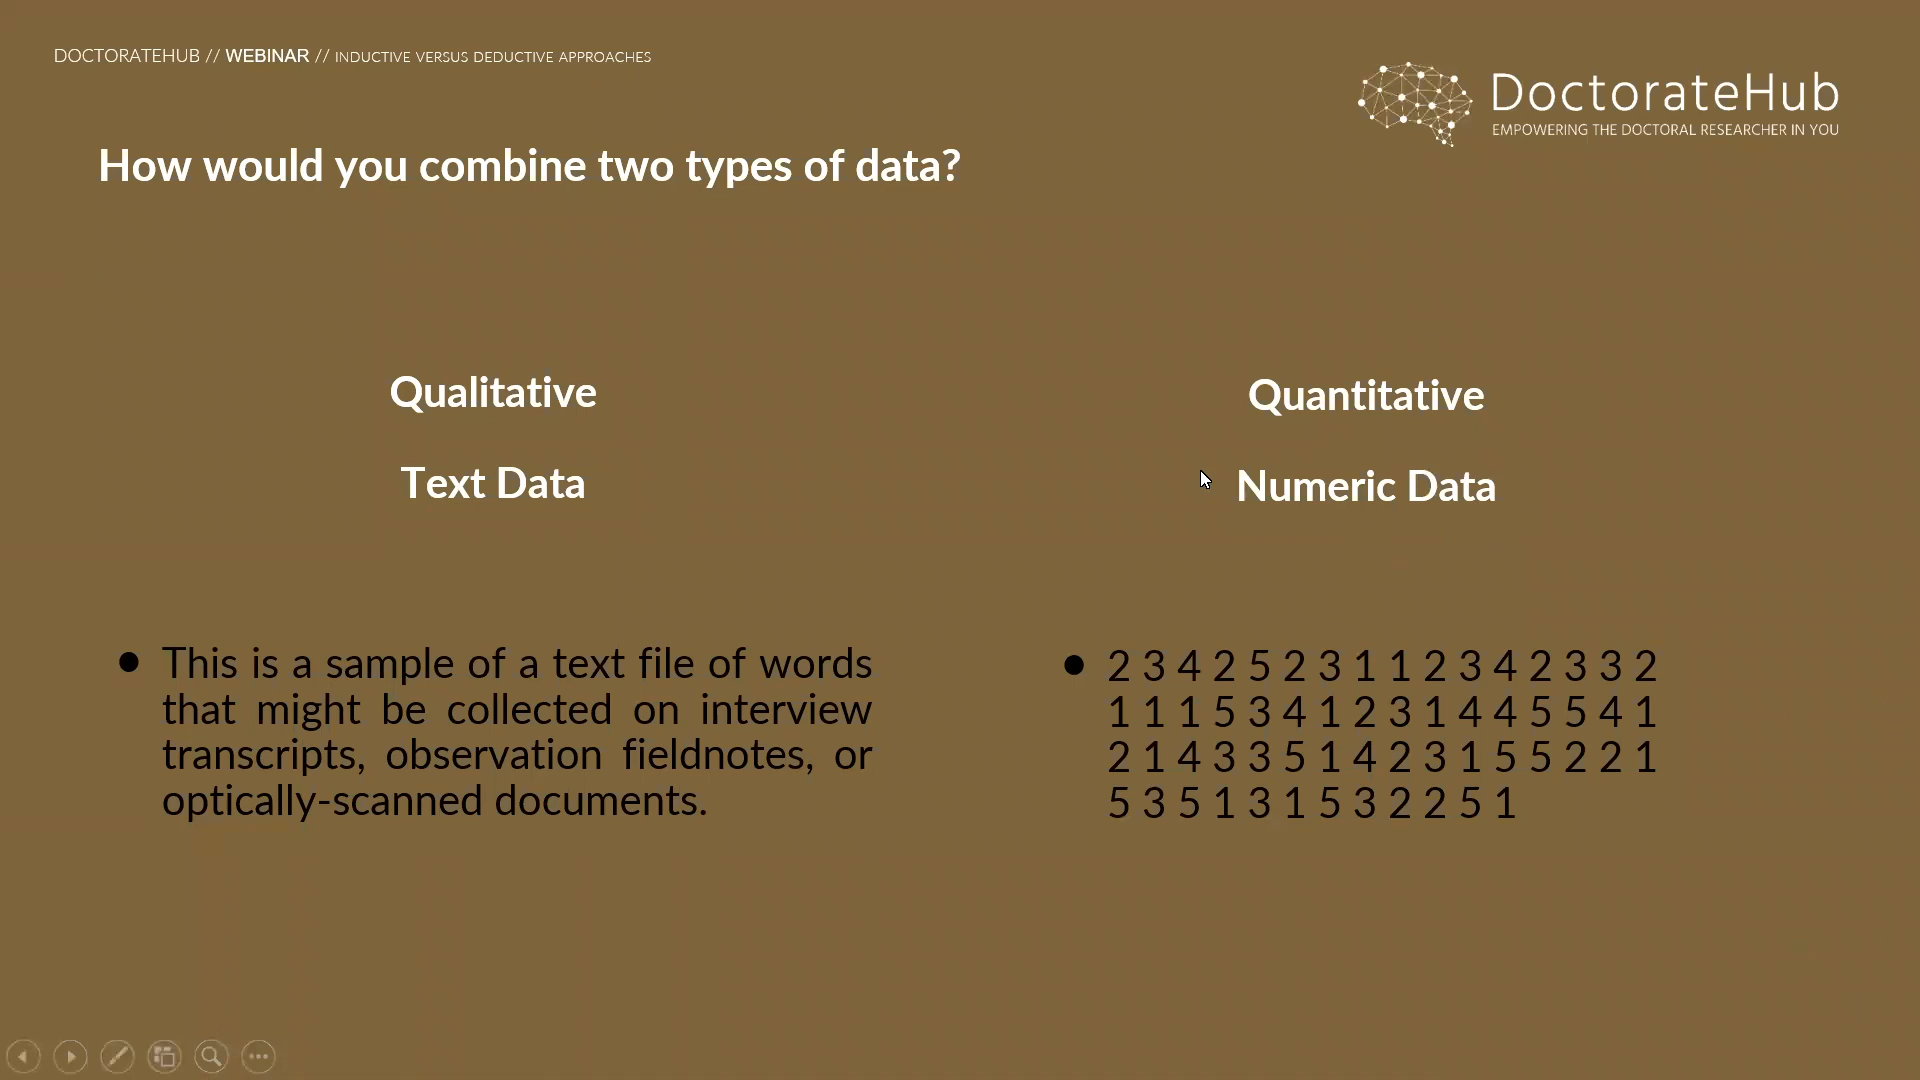 DOCTORATEHUB // WEBINAR // INDUCTIVE VERSUS DEDUCTIVE APPROACHES
DoctorateHub
EMPOWERING THE DOCTORAL RESEARCHER IN YOU
How would you combine two types of data?
Qualitative
Text Data
This is a sample of a text file of words
that might be collected on interview
transcripts, observation fieldnotes, or
optically-scanned documents.
Quantitative
Numeric Data
2 3 4 2 5 2 3 1 1 2 3 4 2 3 3 2
1 1 1 5 3 4 1 2 3 1 4 4 5 5 4 1
2 1 4 3 3 5 1 4 2 3 1 5 5 2 2 1
5 3 5 1 3 1 5 3 2 2 5 1